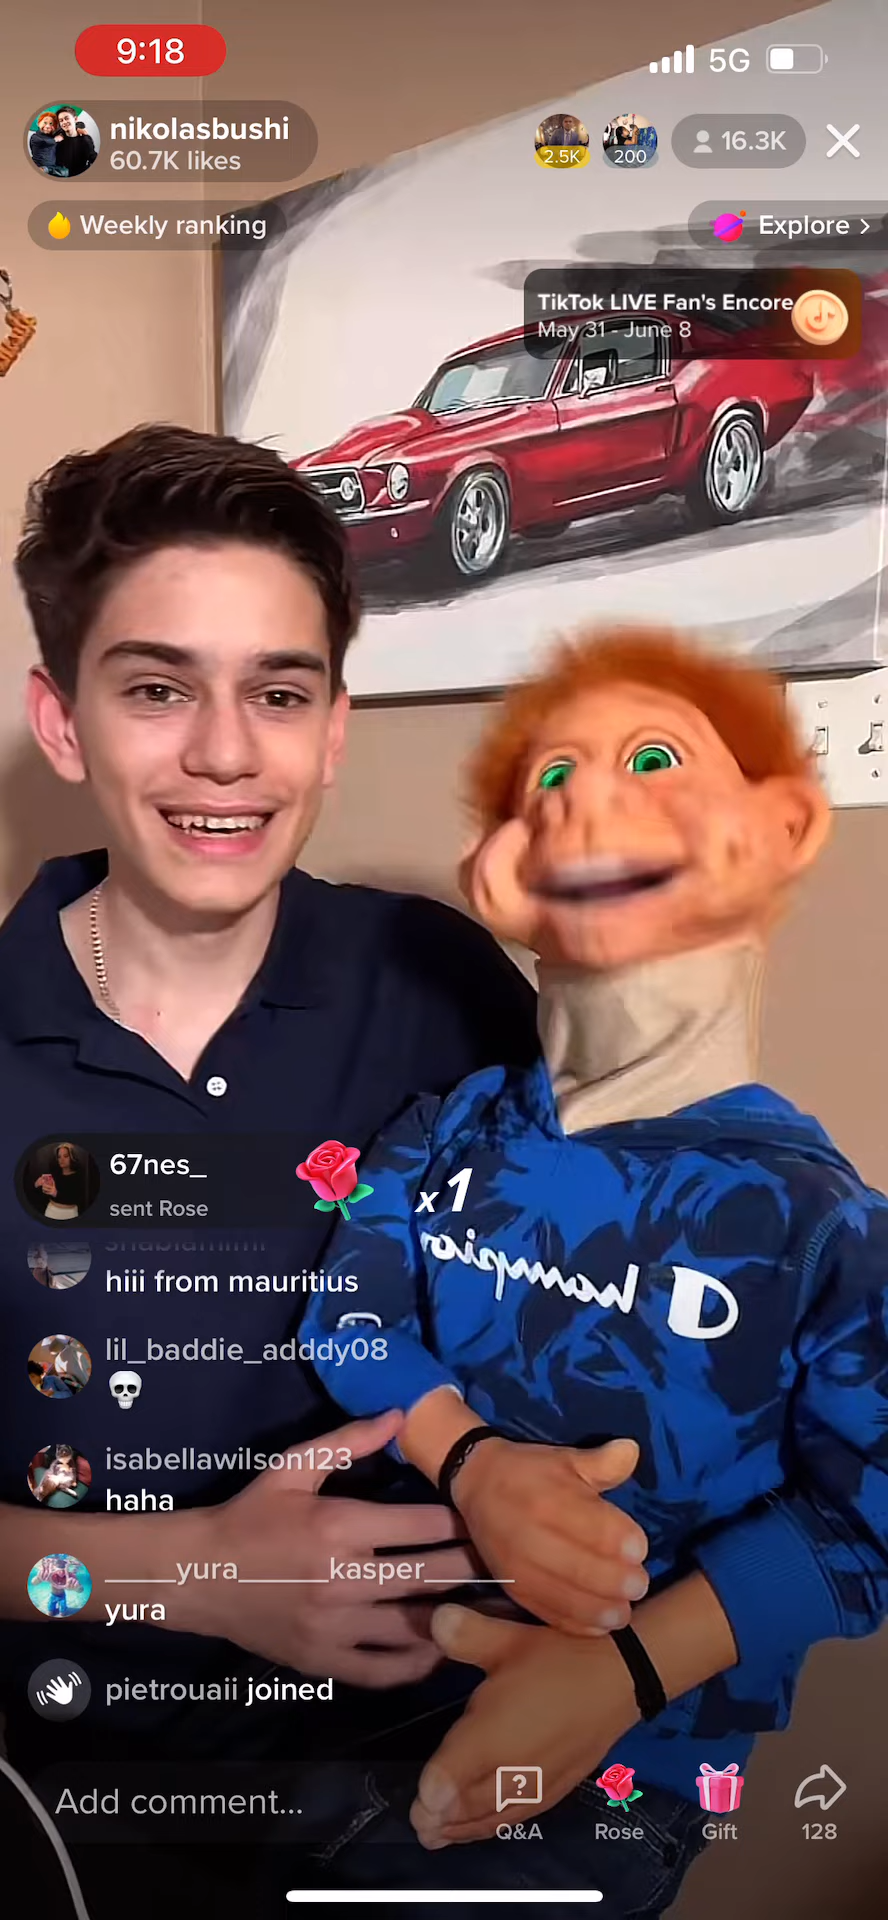 9:18
5G
nikolasbushi
60.7K likes
2.5K
200
16.3K
Weekly ranking
Explore >
TikTok LIVE Fan's Encore
May 31 - June 8
67nes_
sent Rose
x1
Champion
hiii from mauritius
lil_baddie_adddy08
💀
isabellawilson123
haha
____yura_____kasper_____
yura
pietrouaii joined
Add comment...
Q&A
Rose
Gift
128